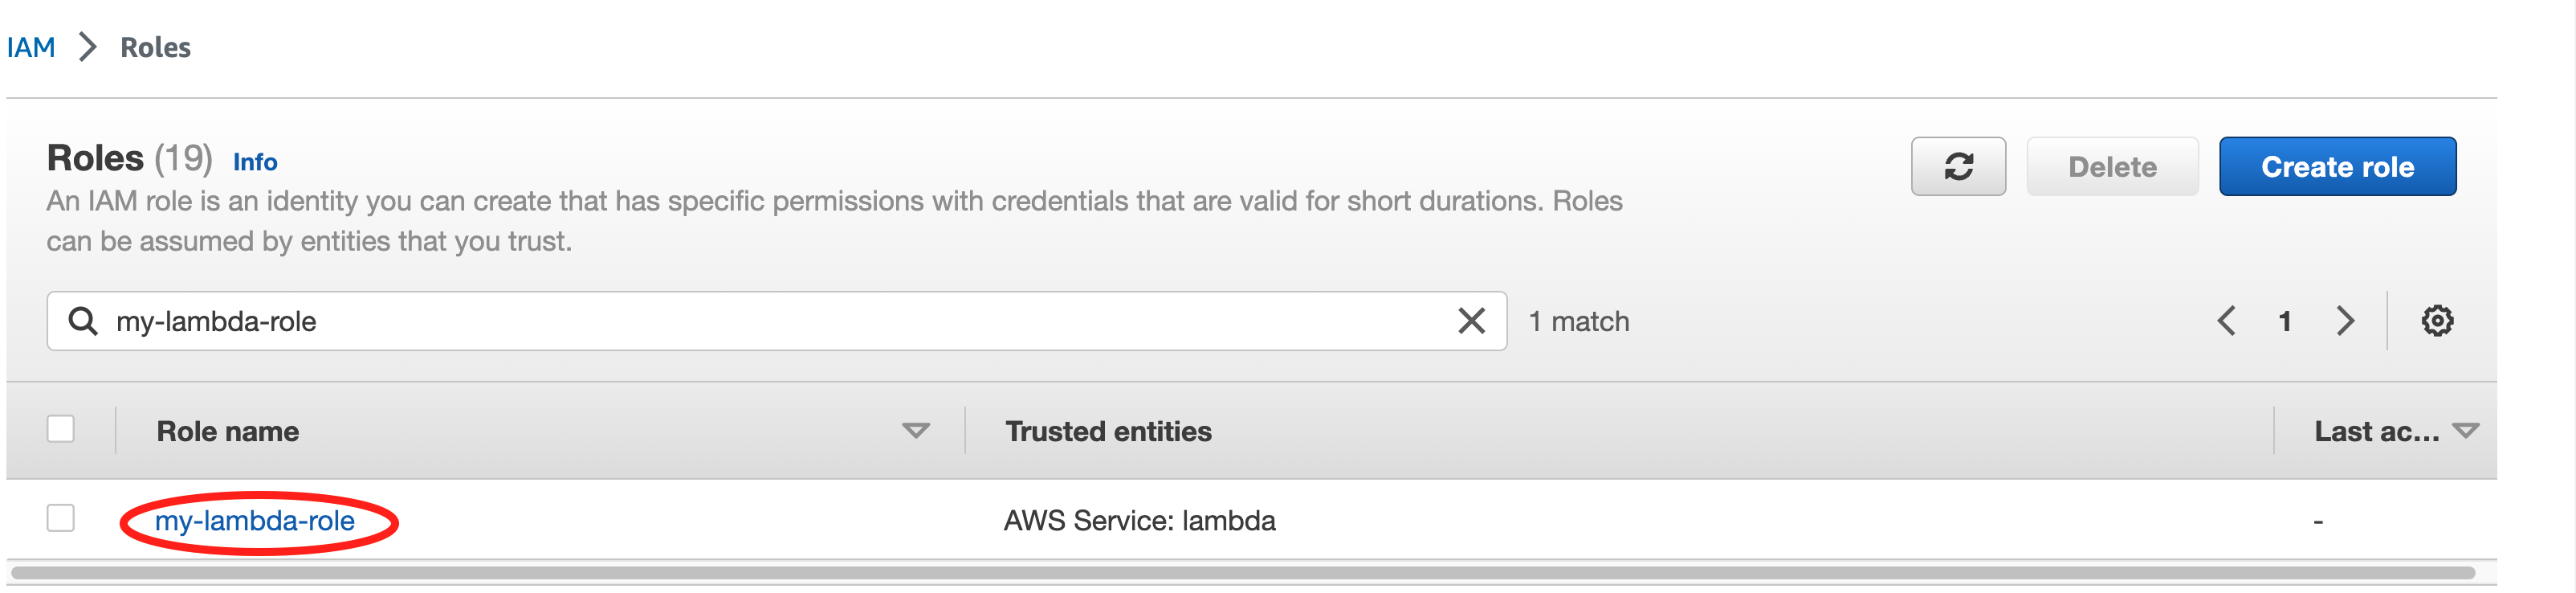 IAM > Roles
Roles (19) Info
An IAM role is an identity you can create that has specific permissions with credentials that are valid for short durations. Roles
can be assumed by entities that you trust.
Delete
Create role
my-lambda-role
1 match
1
Role name
Trusted entities
Last ac...
my-lambda-role
AWS Service: lambda
-